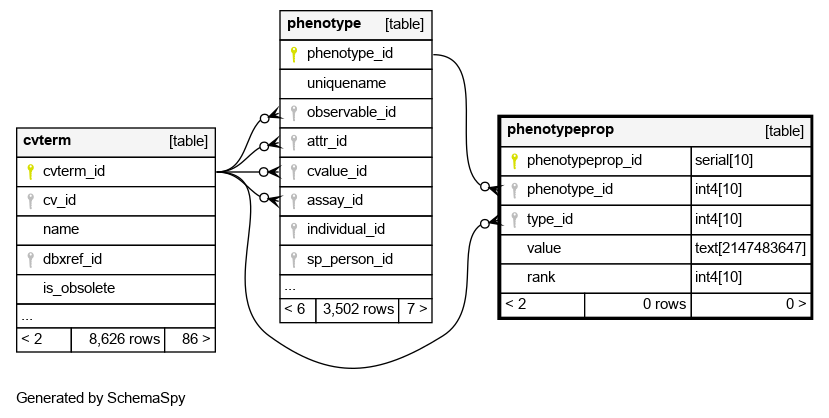 cvterm [table]
cvterm_id
cv_id
name
dbxref_id
is_obsolete
...
< 2 8,626 rows 86 >
phenotype [table]
phenotype_id
uniquename
observable_id
attr_id
cvalue_id
assay_id
individual_id
sp_person_id
...
< 6 3,502 rows 7 >
phenotypeprop [table]
phenotypeprop_id serial[10]
phenotype_id int4[10]
type_id int4[10]
value text[2147483647]
rank int4[10]
< 2 0 rows 0 >
Generated by SchemaSpy